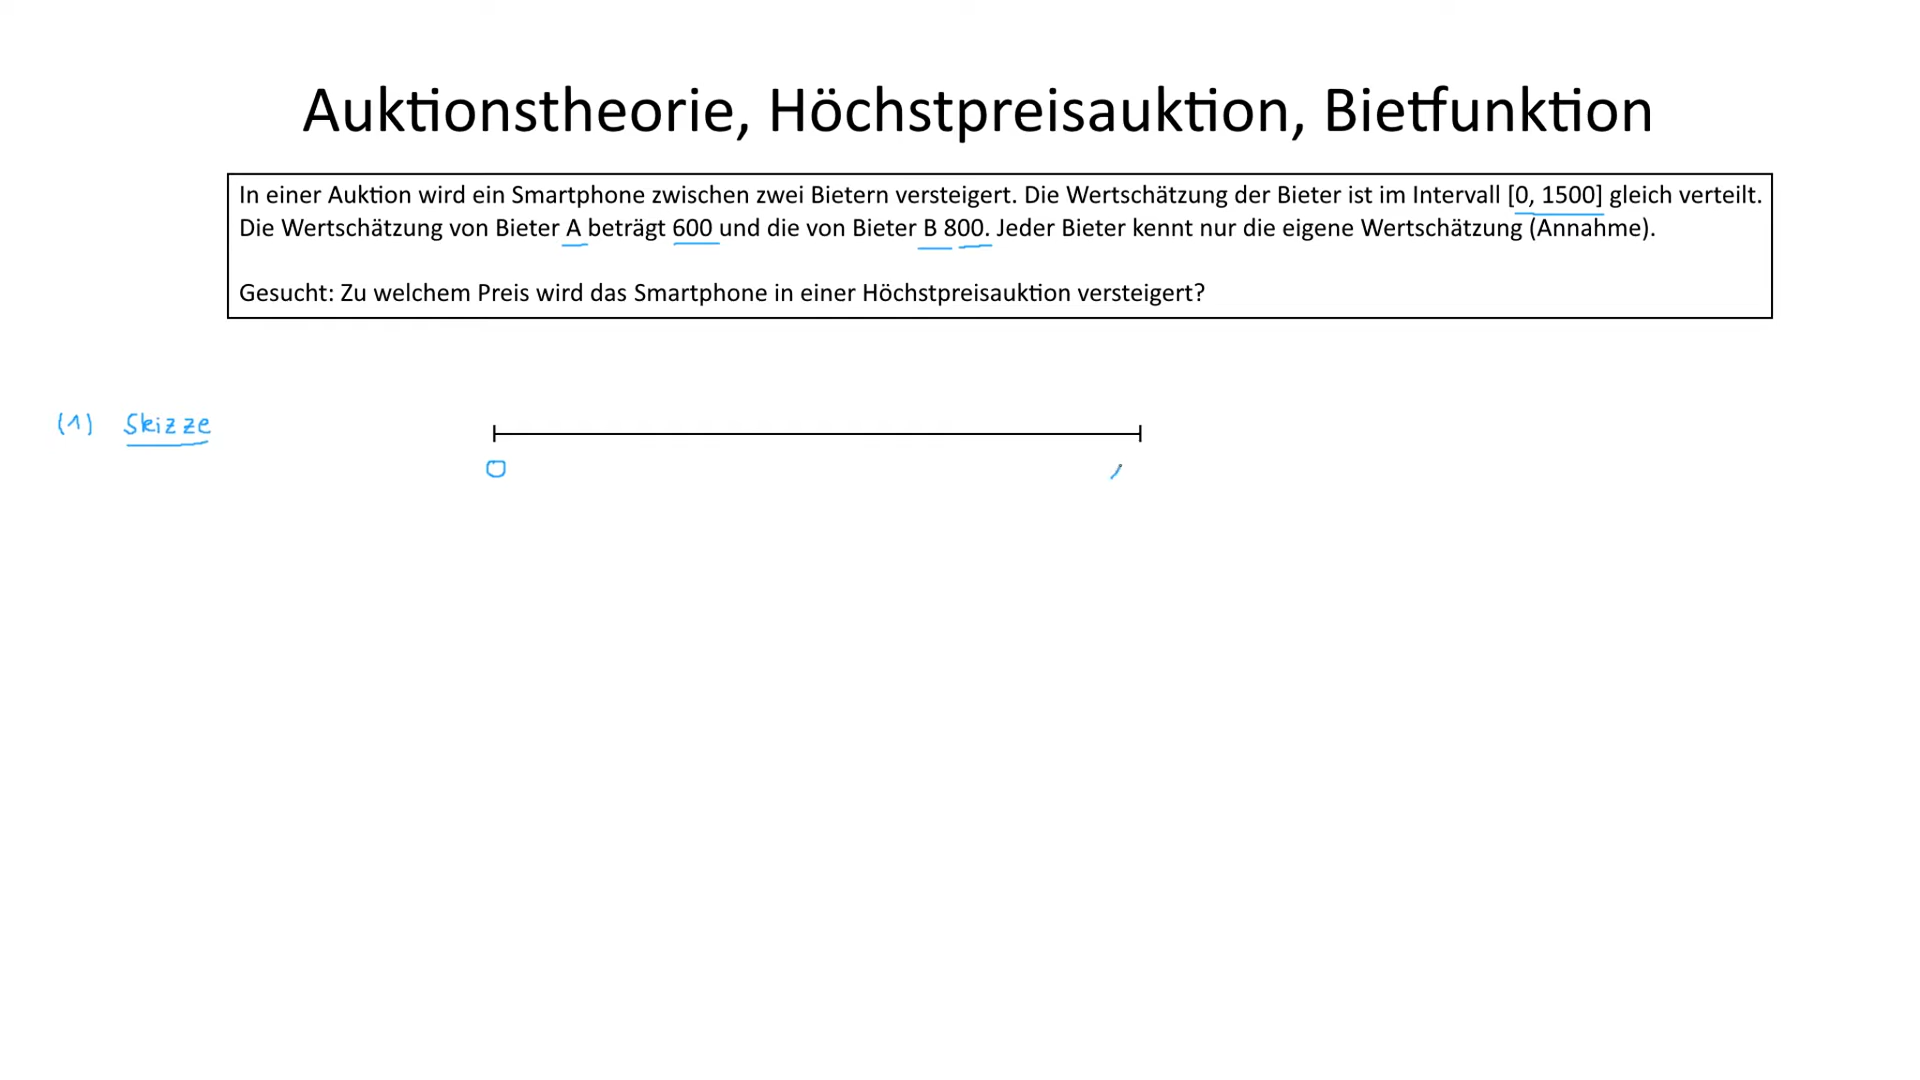 Auktionstheorie, Höchstpreisauktion, Bietfunktion
In einer Auktion wird ein Smartphone zwischen zwei Bietern versteigert. Die Wertschätzung der Bieter ist im Intervall [0, 1500] gleich verteilt.
Die Wertschätzung von Bieter A beträgt 600 und die von Bieter B 800. Jeder Bieter kennt nur die eigene Wertschätzung (Annahme).
Gesucht: Zu welchem Preis wird das Smartphone in einer Höchstpreisauktion versteigert?
(1) Skizze
0